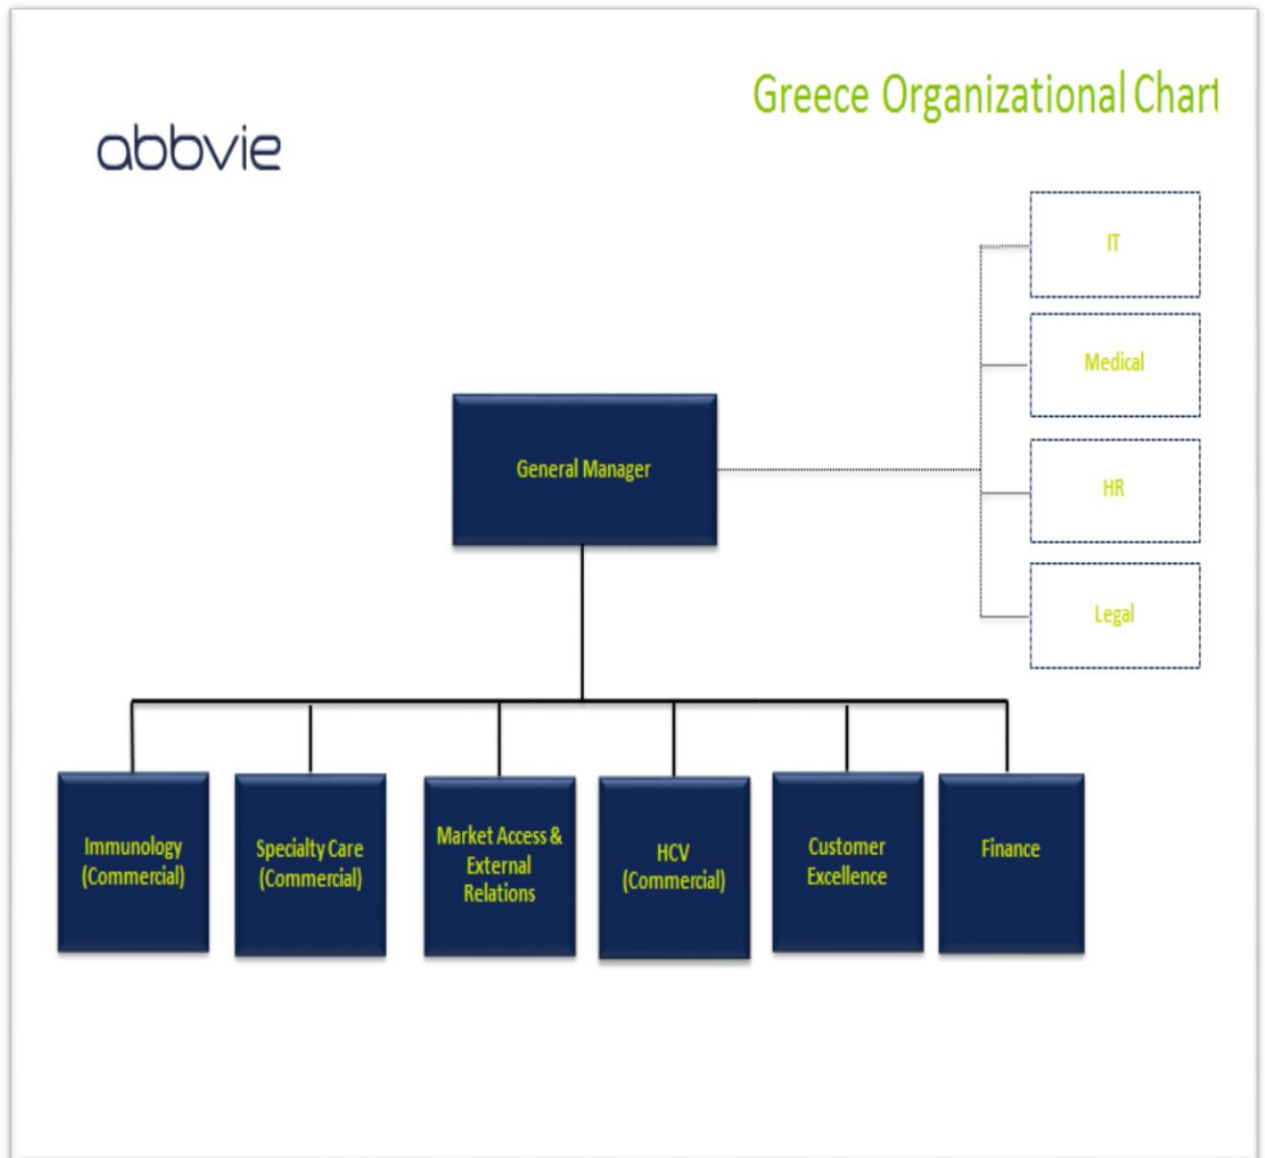 Greece Organizational Chart
abbvie
IT
Medical
General Manager
HR
Legal
Immunology
(Commercial)
Specialty Care
(Commercial)
Market Access &
External
Relations
HCV
(Commercial)
Customer
Excellence
Finance